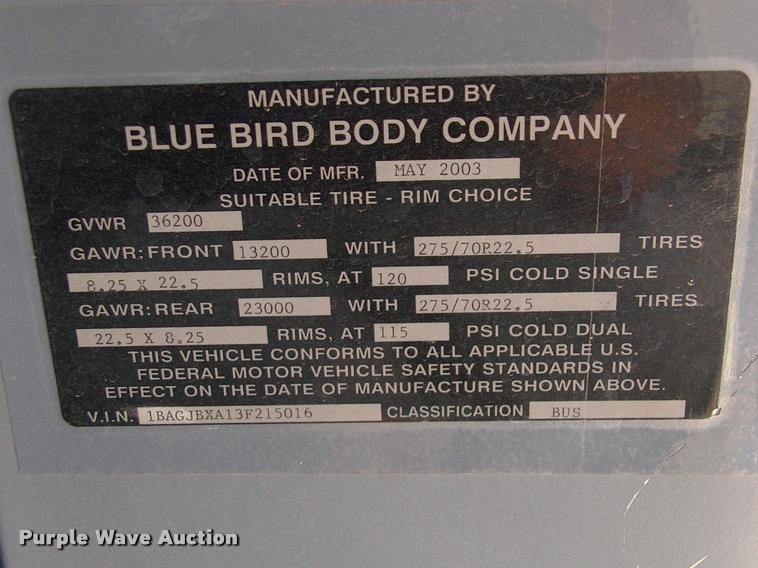 MANUFACTURED BY
BLUE BIRD BODY COMPANY
DATE OF MFR. MAY 2003
SUITABLE TIRE - RIM CHOICE
GVWR 36200
GAWR: FRONT 13200 WITH 275/70R22.5 TIRES
8.25 X 22.5 RIMS, AT 120 PSI COLD SINGLE
GAWR: REAR 23000 WITH 275/70R22.5 TIRES
22.5 X 8.25 RIMS, AT 115 PSI COLD DUAL
THIS VEHICLE CONFORMS TO ALL APPLICABLE U.S.
FEDERAL MOTOR VEHICLE SAFETY STANDARDS IN
EFFECT ON THE DATE OF MANUFACTURE SHOWN ABOVE.
V.I.N. 1BAGJBXA13F215016 CLASSIFICATION BUS
Purple Wave Auction